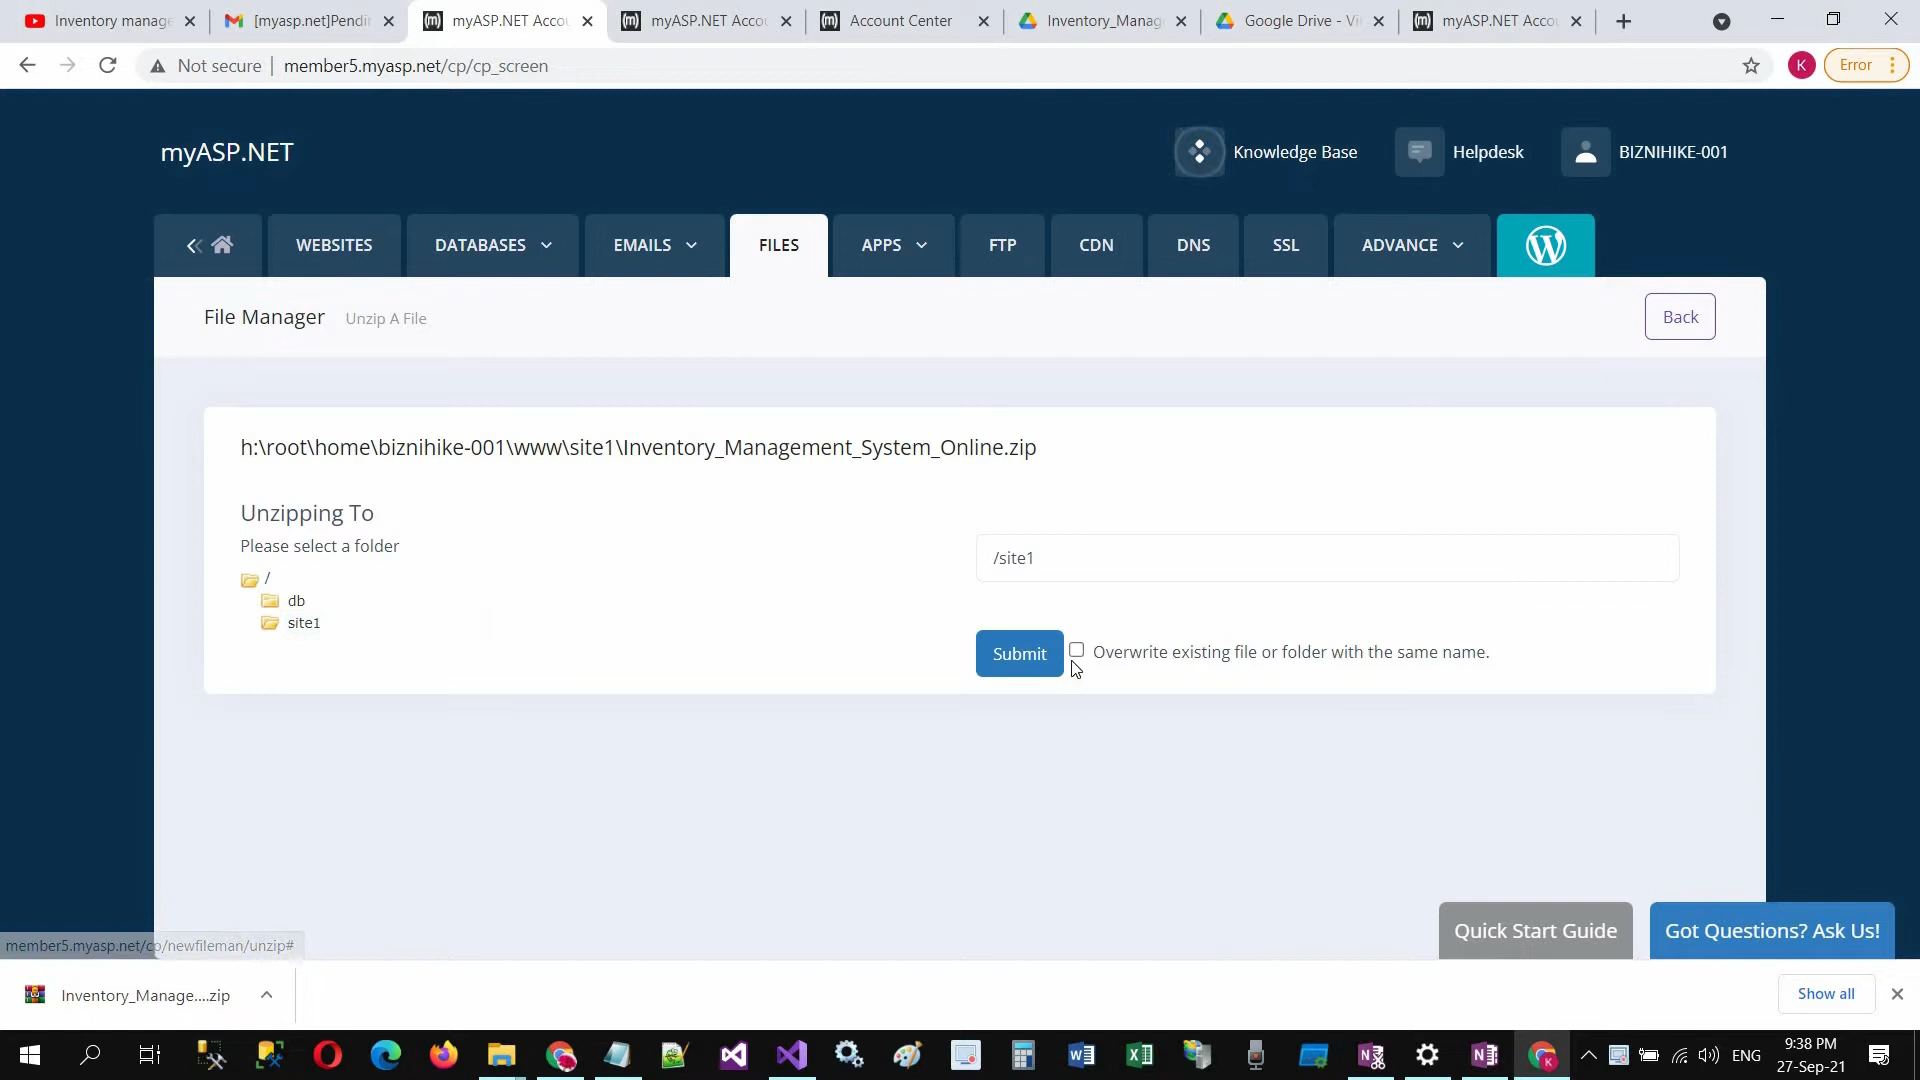 Inventory manage
[myasp.net]Pendi
myASP.NET Acco
myASP.NET Acco
Account Center
Inventory_Manag
Google Drive - Vi
myASP.NET Acco
Not secure
member5.myasp.net/cp/cp_screen
K
Error
myASP.NET
Knowledge Base
Helpdesk
BIZNIHIKE-001
WEBSITES
DATABASES
EMAILS
FILES
APPS
FTP
CDN
DNS
SSL
ADVANCE
File Manager
Unzip A File
Back
h:\root\home\biznihike-001\www\site1\Inventory_Management_System_Online.zip
Unzipping To
Please select a folder
/
db
site1
/site1
Submit
Overwrite existing file or folder with the same name.
Quick Start Guide
Got Questions? Ask Us!
member5.myasp.net/cp/newfileman/unzip#
Inventory_Manage....zip
Show all
ENG
9:38 PM
27-Sep-21